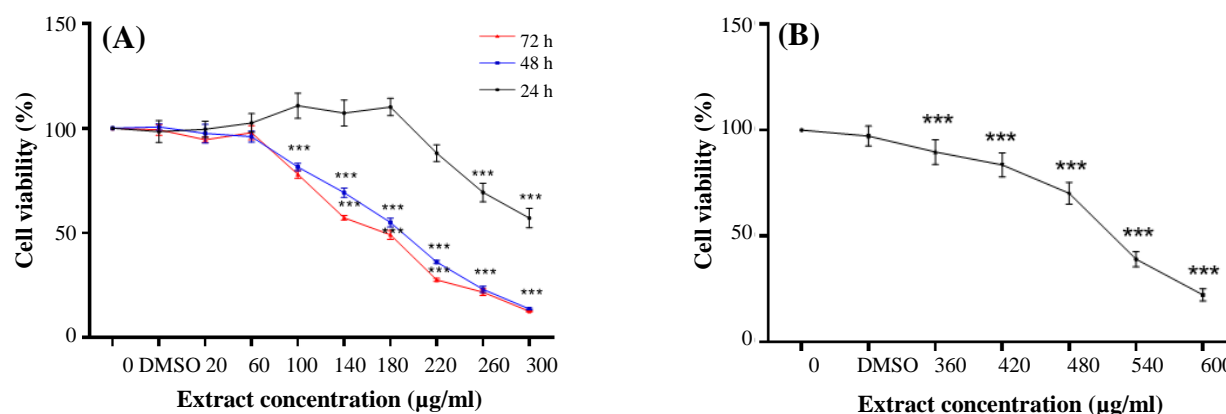 (A)
150
100
50
0
Cell viability (%)
72 h
48 h
24 h
***
***
***
***
***
***
***
***
***
***
***
0 DMSO 20 60 100 140 180 220 260 300
Extract concentration (µg/ml)
(B)
150
100
50
0
Cell viability (%)
***
***
***
***
***
0 DMSO 360 420 480 540 600
Extract concentration (µg/ml)